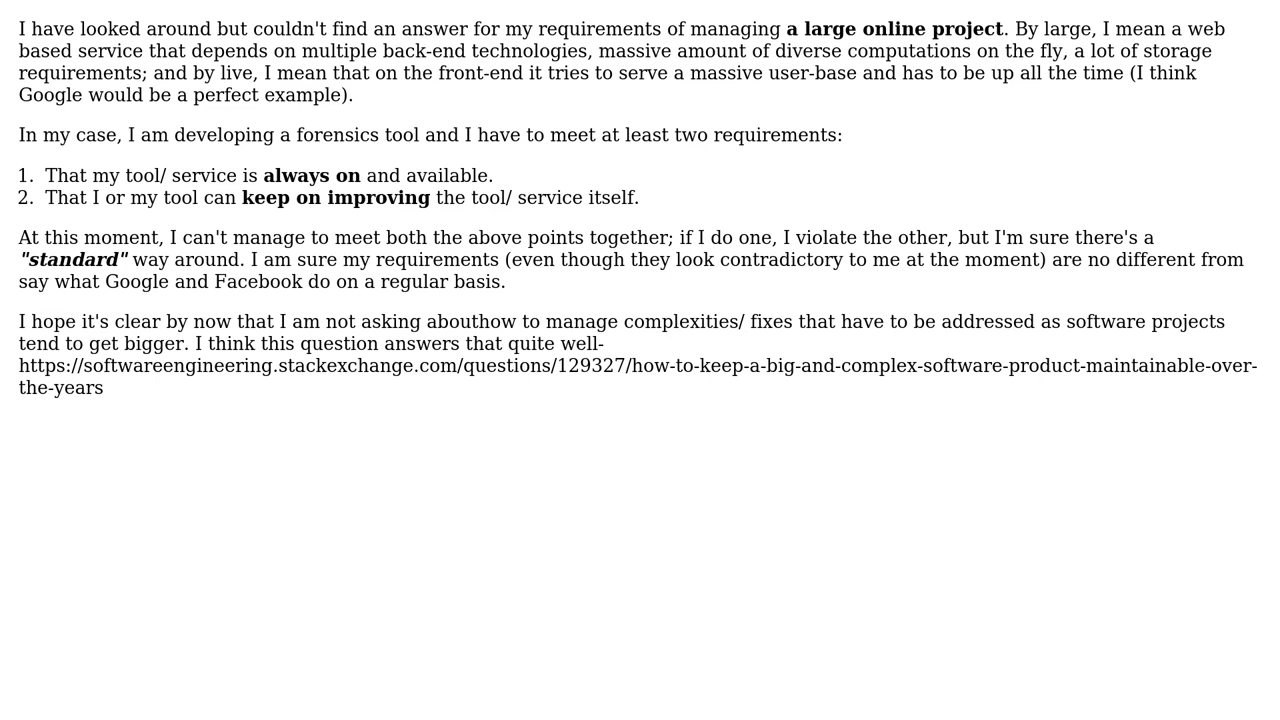 I have looked around but couldn't find an answer for my requirements of managing a large online project. By large, I mean a web
based service that depends on multiple back-end technologies, massive amount of diverse computations on the fly, a lot of storage
requirements; and by live, I mean that on the front-end it tries to serve a massive user-base and has to be up all the time (I think
Google would be a perfect example).
In my case, I am developing a forensics tool and I have to meet at least two requirements:
1. That my tool/ service is always on and available.
2. That I or my tool can keep on improving the tool/ service itself.
At this moment, I can't manage to meet both the above points together; if I do one, I violate the other, but I'm sure there's a
"standard" way around. I am sure my requirements (even though they look contradictory to me at the moment) are no different from
say what Google and Facebook do on a regular basis.
I hope it's clear by now that I am not asking abouthow to manage complexities/ fixes that have to be addressed as software projects
tend to get bigger. I think this question answers that quite well-
https://softwareengineering.stackexchange.com/questions/129327/how-to-keep-a-big-and-complex-software-product-maintainable-over-
the-years